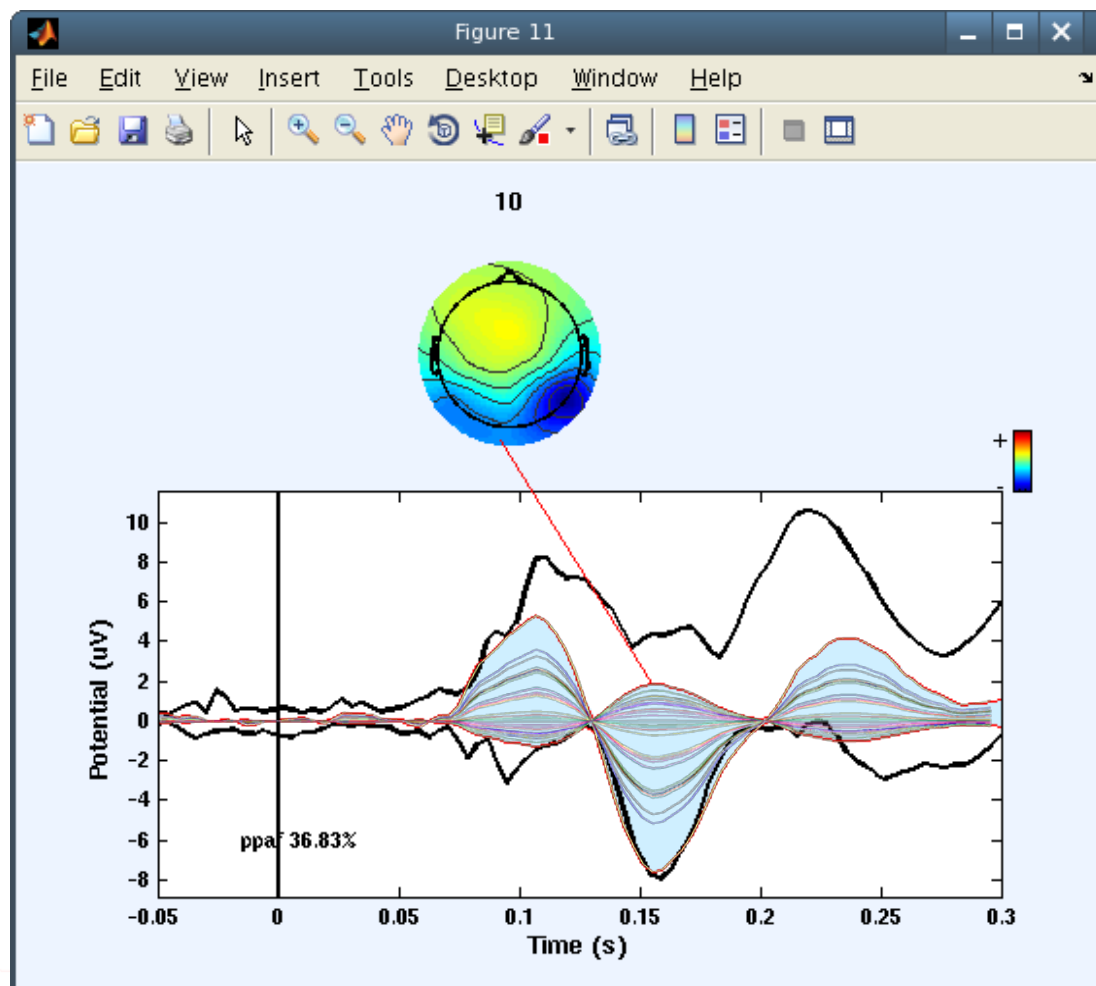 Figure 11
File Edit View Insert Tools Desktop Window Help
10
+
-
10
8
6
4
2
0
-2
-4
-6
-8
Potential (uV)
ppaf 36.83%
-0.05 0 0.05 0.1 0.15 0.2 0.25 0.3
Time (s)